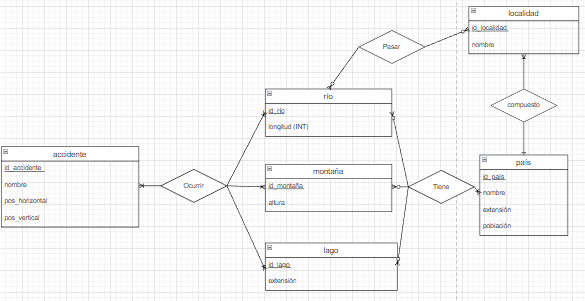 localidad
id_localidad
nombre
Pasar
río
id_río
longitud (INT)
compuesto
accidente
id_accidente
nombre
pos_horizontal
pos_vertical
Ocurrir
montaña
id_montaña
altura
Tiene
país
id_país
nombre
extensión
población
lago
id_lago
extensión